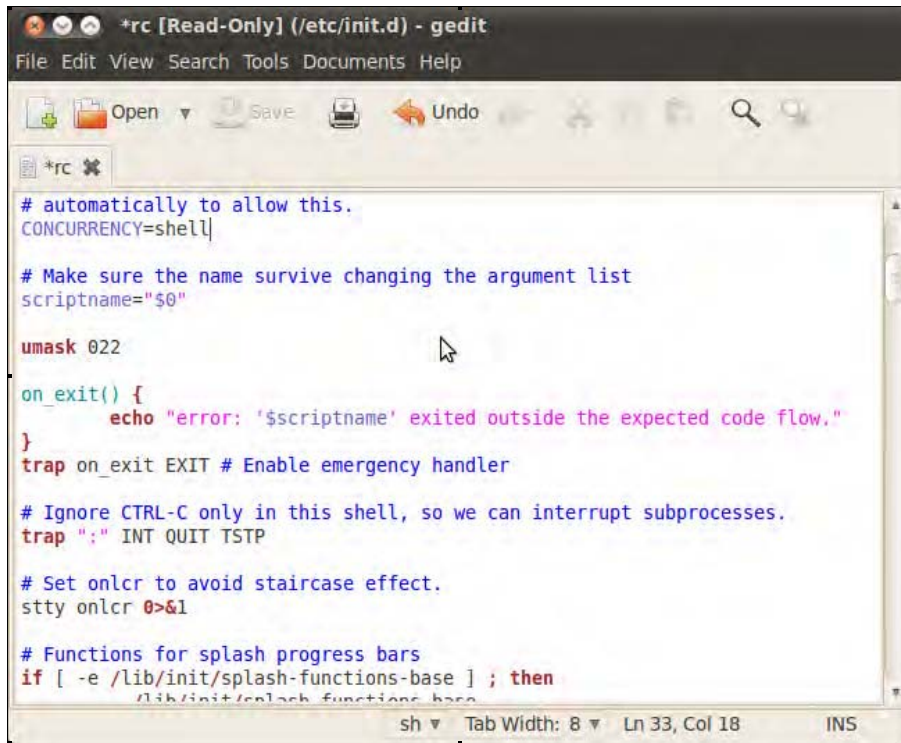 *rc [Read-Only] (/etc/init.d) - gedit
File Edit View Search Tools Documents Help
Open Save Undo
*rc
# automatically to allow this.
CONCURRENCY=shell
# Make sure the name survive changing the argument list
scriptname="$0"
umask 022
on_exit() {
echo "error: '$scriptname' exited outside the expected code flow."
}
trap on_exit EXIT # Enable emergency handler
# Ignore CTRL-C only in this shell, so we can interrupt subprocesses.
trap ":" INT QUIT TSTP
# Set onlcr to avoid staircase effect.
stty onlcr 0>&1
# Functions for splash progress bars
if [ -e /lib/init/splash-functions-base ] ; then
/lib/init/splash-functions-base
sh Tab Width: 8 Ln 33, Col 18 INS